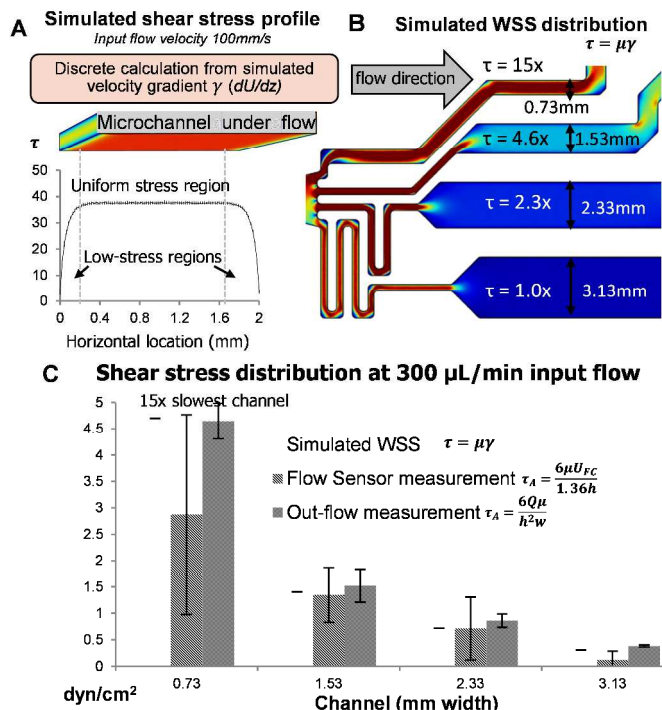 A
Simulated shear stress profile
Input flow velocity 100mm/s
Discrete calculation from simulated
velocity gradient γ (dU/dz)
Microchannel under flow
τ
50
40
30
20
10
0
Uniform stress region
Low-stress regions
0 0.4 0.8 1.2 1.6 2
Horizontal location (mm)
B
Simulated WSS distribution
τ = μγ
flow direction
τ = 15x
0.73mm
τ = 4.6x
1.53mm
τ = 2.3x
2.33mm
τ = 1.0x
3.13mm
C
Shear stress distribution at 300 µL/min input flow
5
4.5
4
3.5
3
2.5
2
1.5
1
0.5
0
15x slowest channel
Simulated WSS τ = μγ
Flow Sensor measurement τ_A = 6μU_FC / 1.36h
Out-flow measurement τ_A = 6Qμ / h²w
0.73 1.53 2.33 3.13
dyn/cm²
Channel (mm width)